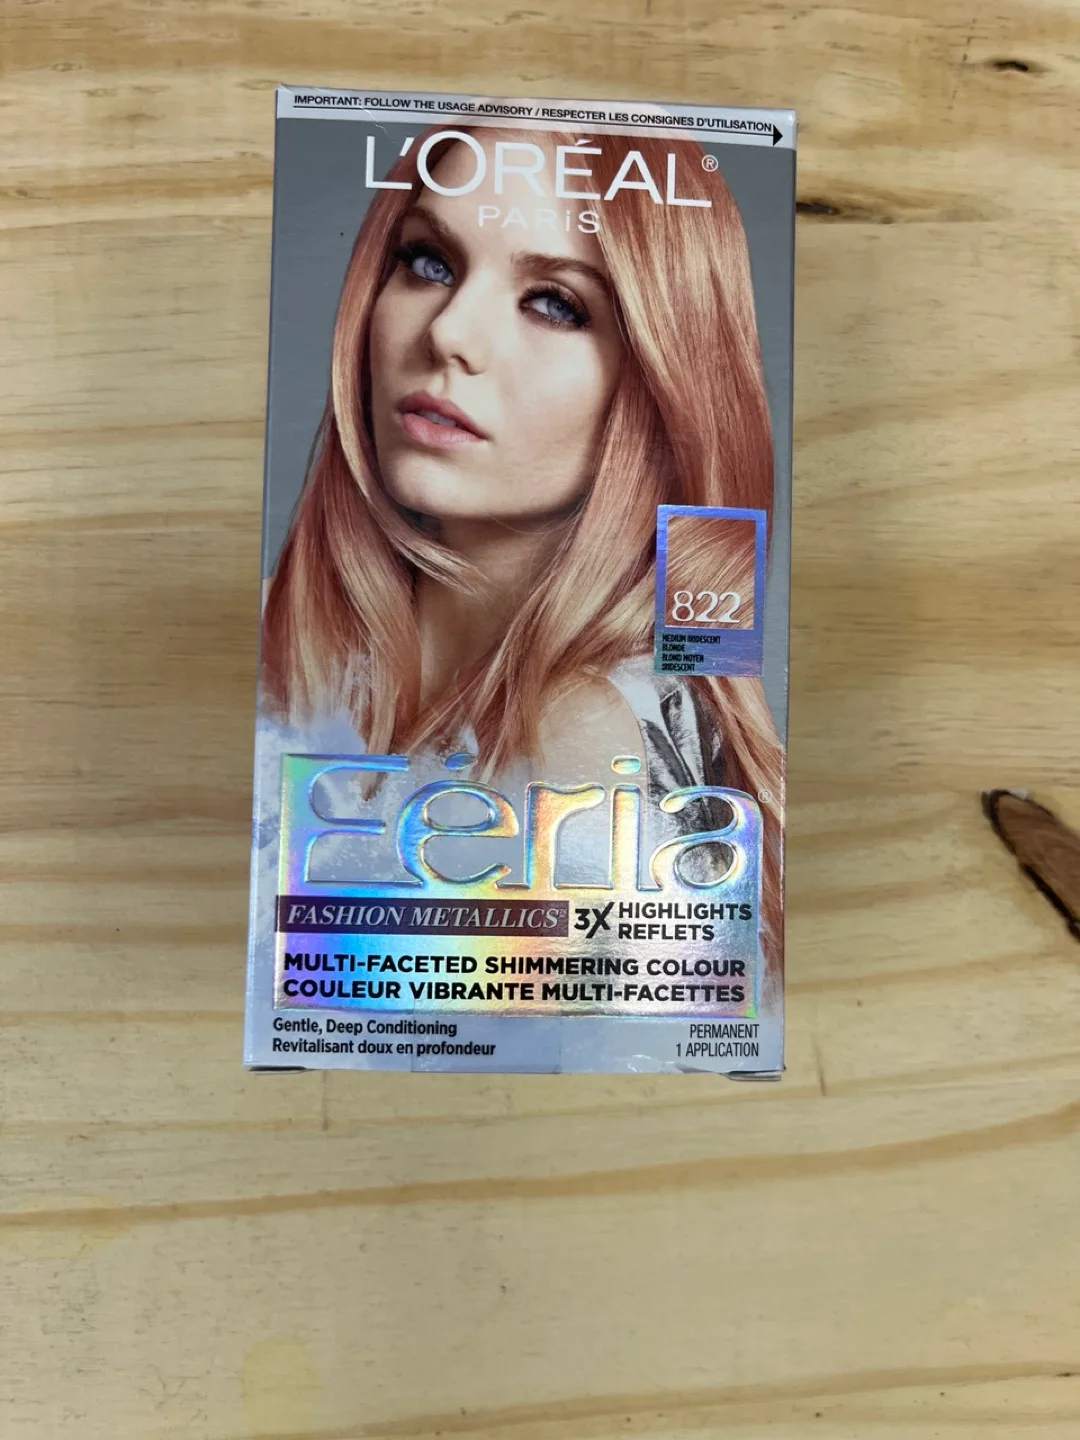 IMPORTANT: FOLLOW THE USAGE ADVISORY / RESPECTER LES CONSIGNES D'UTILISATION
L'ORÉAL®
PARiS
822
MEDIUM IRIDESCENT
BLONDE
BLOND MOYEN
IRIDESCENT
Féria®
FASHION METALLICS
3X HIGHLIGHTS
REFLETS
MULTI-FACETED SHIMMERING COLOUR
COULEUR VIBRANTE MULTI-FACETTES
Gentle, Deep Conditioning
Revitalisant doux en profondeur
PERMANENT
1 APPLICATION